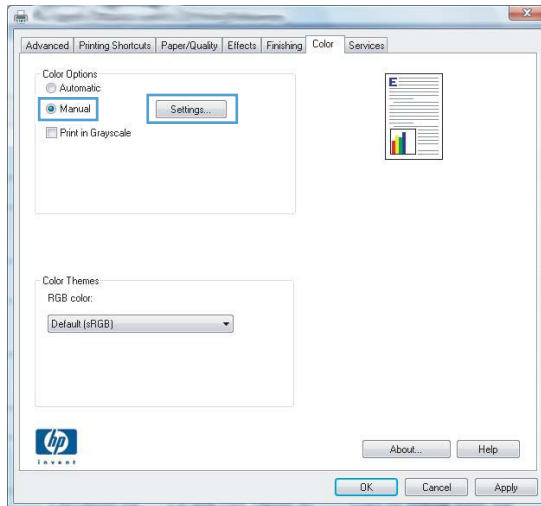 Advanced Printing Shortcuts Paper/Quality Effects Finishing Color Services
Color Options
Automatic
Manual Settings...
Print in Grayscale
E
Color Themes
RGB color:
Default (sRGB)
hp
invent
About... Help
OK Cancel Apply